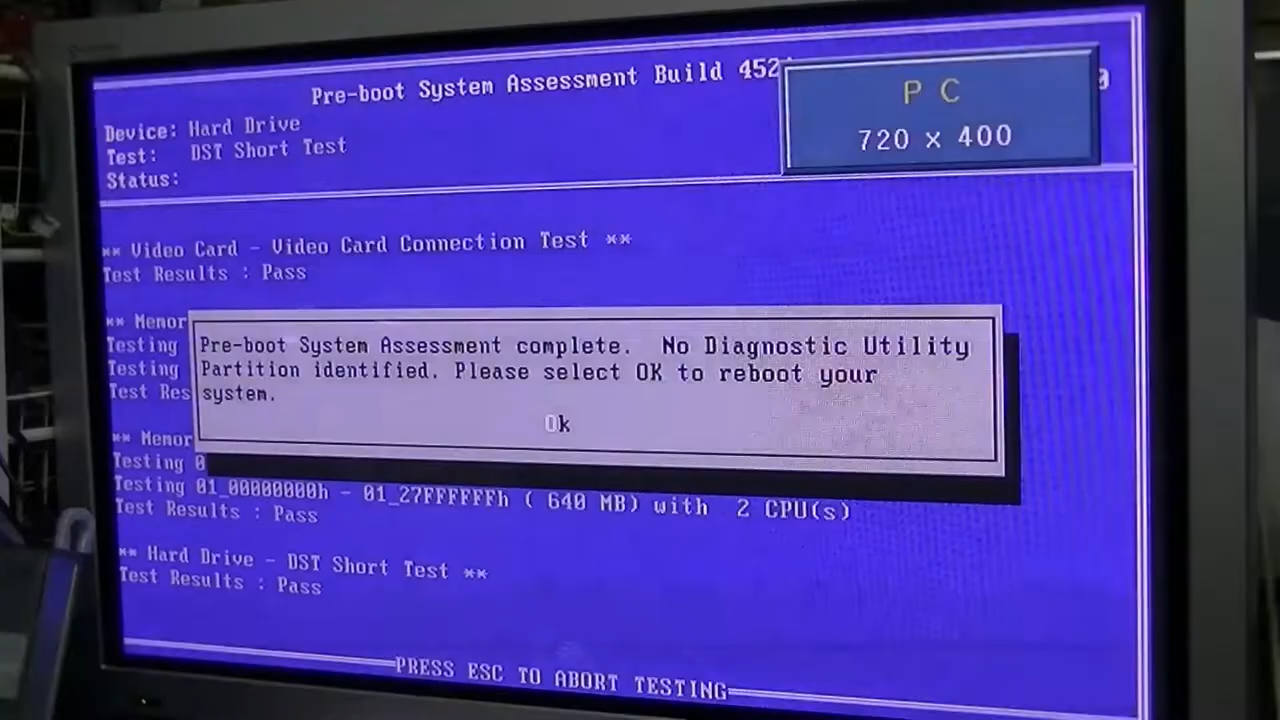 Pre-boot System Assessment Build 452
P C
720 x 400
Device: Hard Drive
Test: DST Short Test
Status:
** Video Card - Video Card Connection Test **
Test Results : Pass
** Memor
Testing
Testing
Test Res
Pre-boot System Assessment complete. No Diagnostic Utility
Partition identified. Please select OK to reboot your
system.
Ok
** Memor
Testing 0
Testing 01_00000000h - 01_27FFFFFFh ( 640 MB) with 2 CPU(s)
Test Results : Pass
** Hard Drive - DST Short Test **
Test Results : Pass
PRESS ESC TO ABORT TESTING